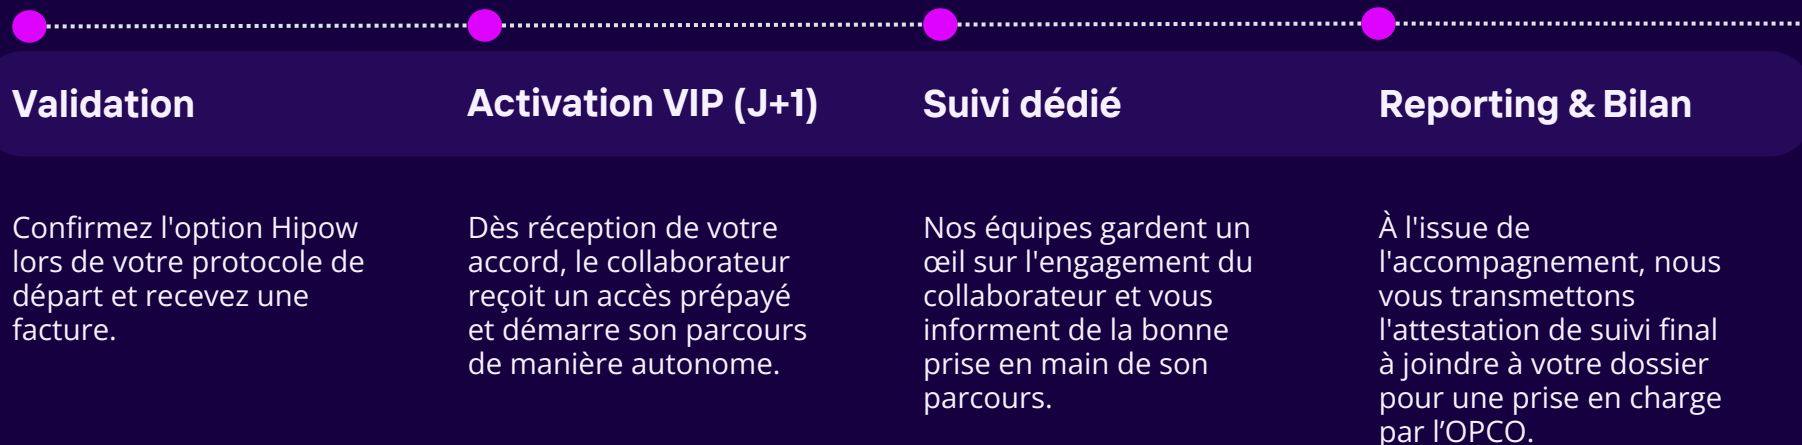 Validation
Confirmez l'option Hipow
lors de votre protocole de
départ et recevez une
facture.
Activation VIP (J+1)
Dès réception de votre
accord, le collaborateur
reçoit un accès prépayé
et démarre son parcours
de manière autonome.
Suivi dédié
Nos équipes gardent un
œil sur l'engagement du
collaborateur et vous
informent de la bonne
prise en main de son
parcours.
Reporting & Bilan
À l'issue de
l'accompagnement, nous
vous transmettons
l'attestation de suivi final
à joindre à votre dossier
pour une prise en charge
par l’OPCO.